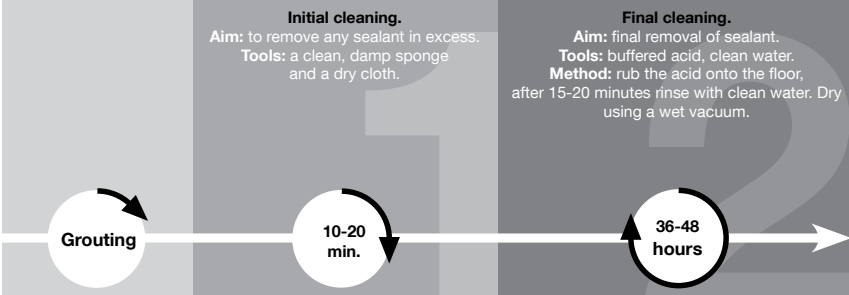 Initial cleaning.
Aim: to remove any sealant in excess.
Tools: a clean, damp sponge
and a dry cloth.
Final cleaning.
Aim: final removal of sealant.
Tools: buffered acid, clean water.
Method: rub the acid onto the floor,
after 15-20 minutes rinse with clean water. Dry
using a wet vacuum.
1
2
Grouting
10-20
min.
36-48
hours